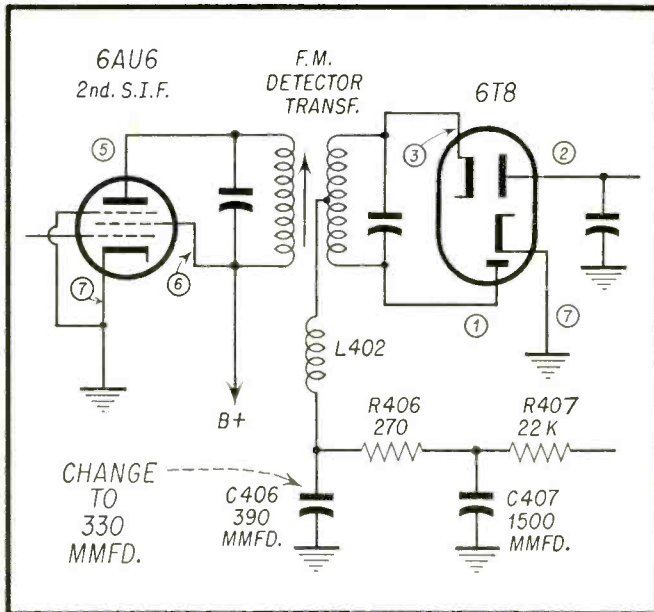 6AU6
2nd. S.I.F.
F.M.
DETECTOR
TRANSF.
6T8
5
3
2
7
6
1
7
L402
B+
R406
270
R407
22 K
CHANGE
TO
330
MMFD.
C406
390
MMFD.
C407
1500
MMFD.